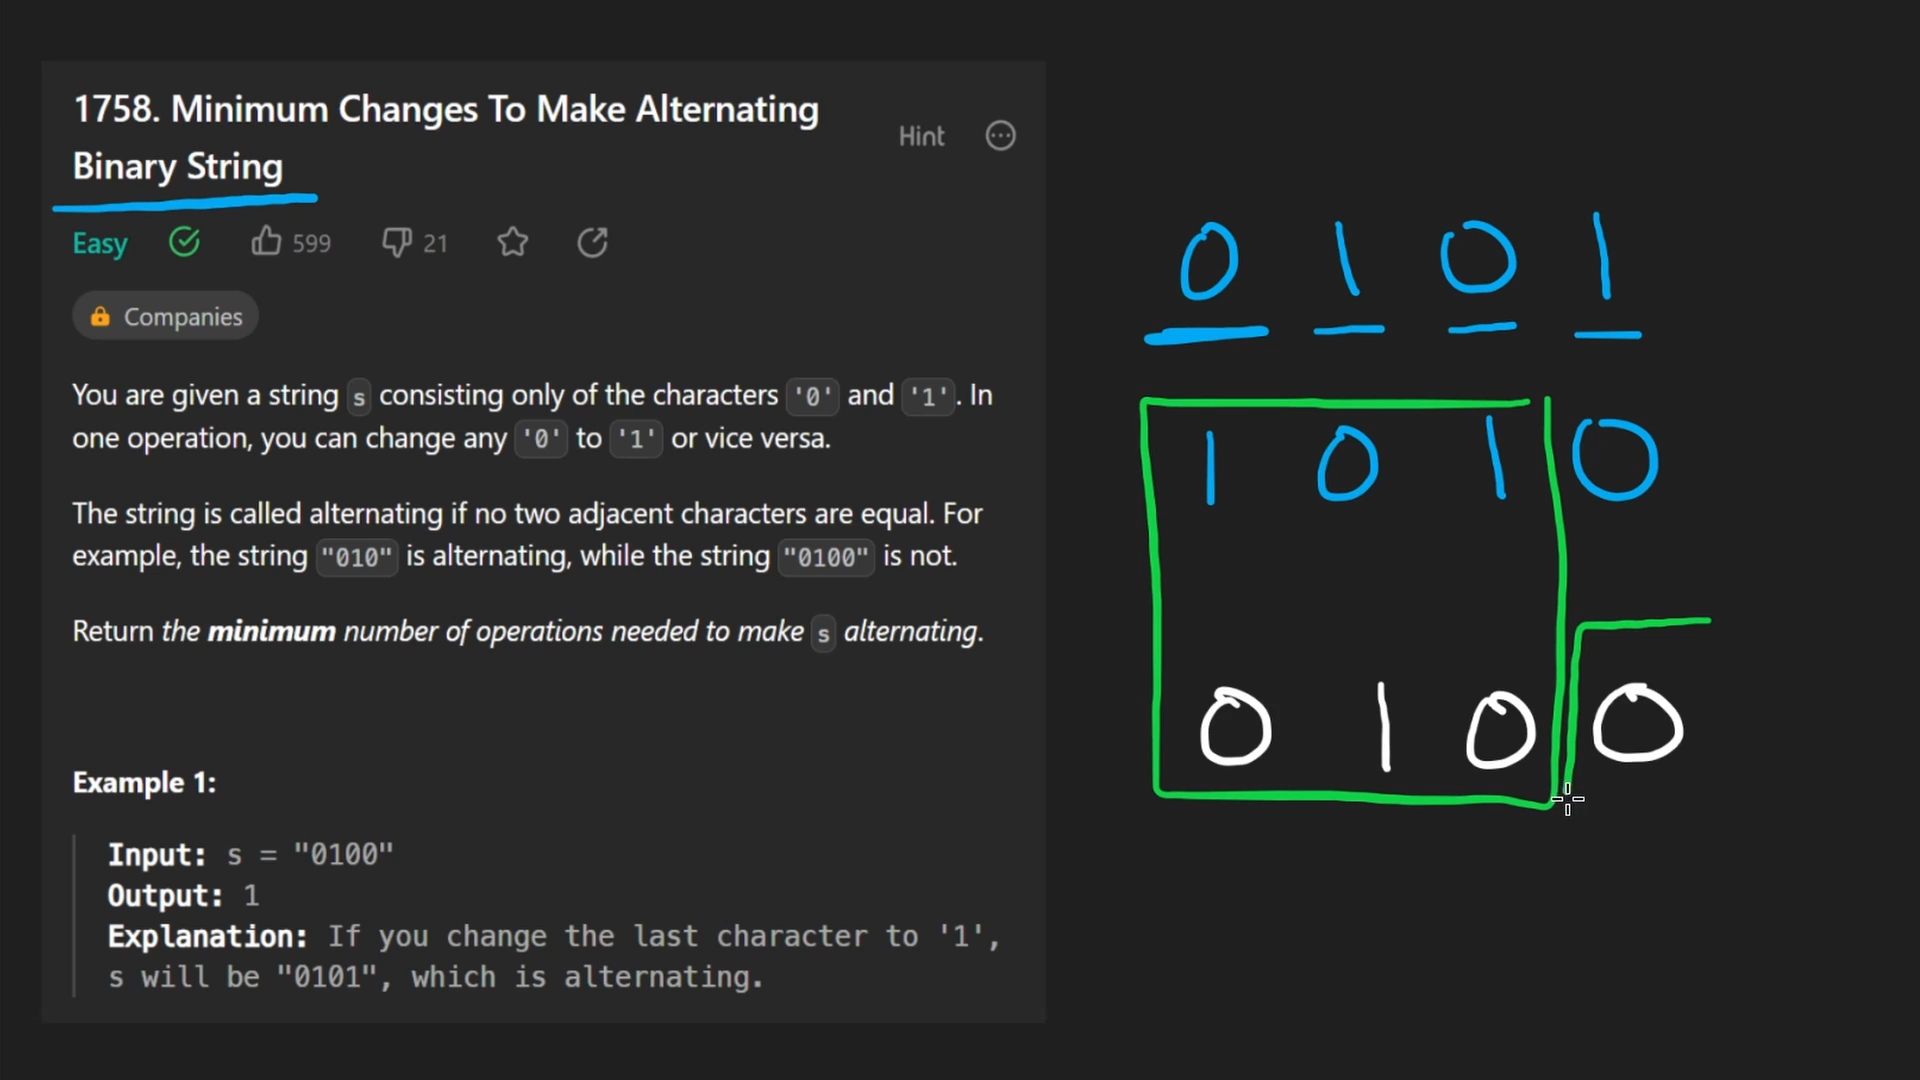 1758. Minimum Changes To Make Alternating
Binary String
Hint
Easy 599 21
Companies
You are given a string s consisting only of the characters '0' and '1'. In
one operation, you can change any '0' to '1' or vice versa.
The string is called alternating if no two adjacent characters are equal. For
example, the string "010" is alternating, while the string "0100" is not.
Return the minimum number of operations needed to make s alternating.
Example 1:
Input: s = "0100"
Output: 1
Explanation: If you change the last character to '1',
s will be "0101", which is alternating.
0 1 0 1
1 0 1 0
0 1 0 0